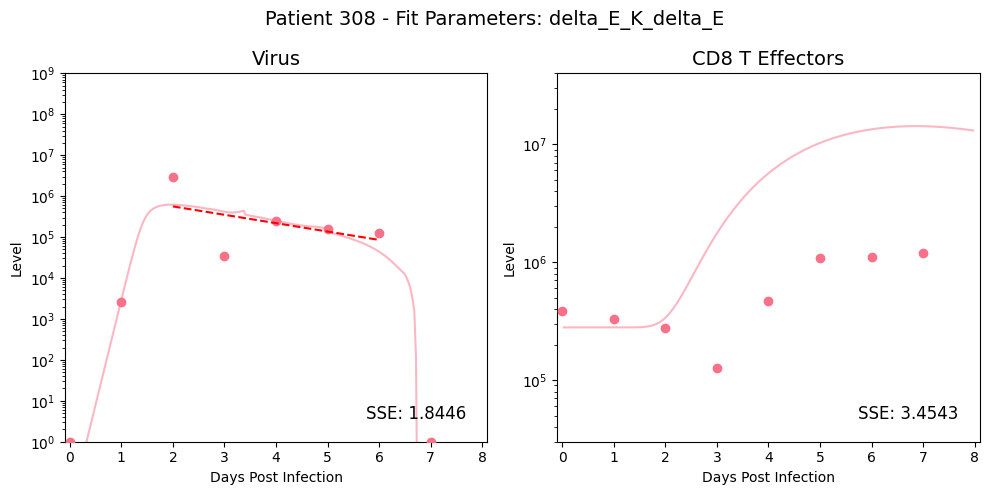 Patient 308 - Fit Parameters: delta_E_K_delta_E
Virus
CD8 T Effectors
10^9
10^8
10^7
10^6
10^5
10^4
10^3
10^2
10^1
10^0
Level
SSE: 1.8446
0 1 2 3 4 5 6 7 8
Days Post Infection
10^7
10^6
10^5
Level
SSE: 3.4543
0 1 2 3 4 5 6 7 8
Days Post Infection